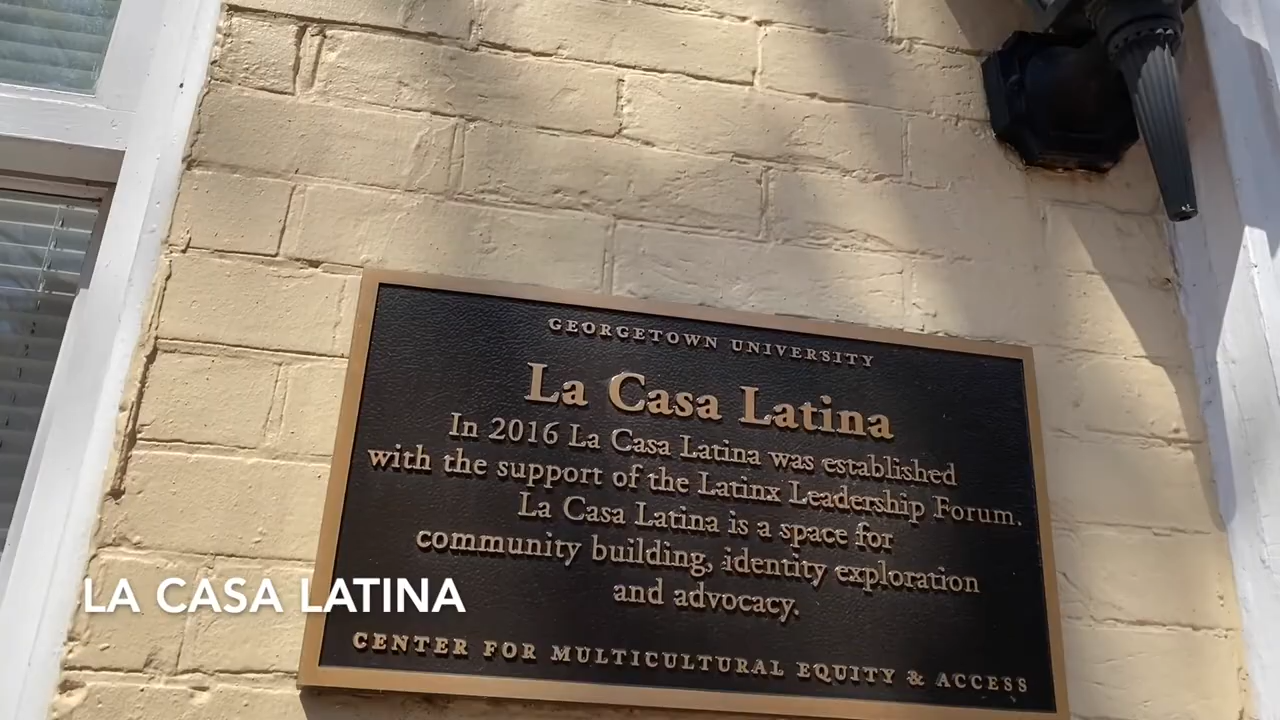 GEORGETOWN UNIVERSITY
La Casa Latina
In 2016 La Casa Latina was established
with the support of the Latinx Leadership Forum.
La Casa Latina is a space for
community building, identity exploration
and advocacy.
LA CASA LATINA
CENTER FOR MULTICULTURAL EQUITY & ACCESS